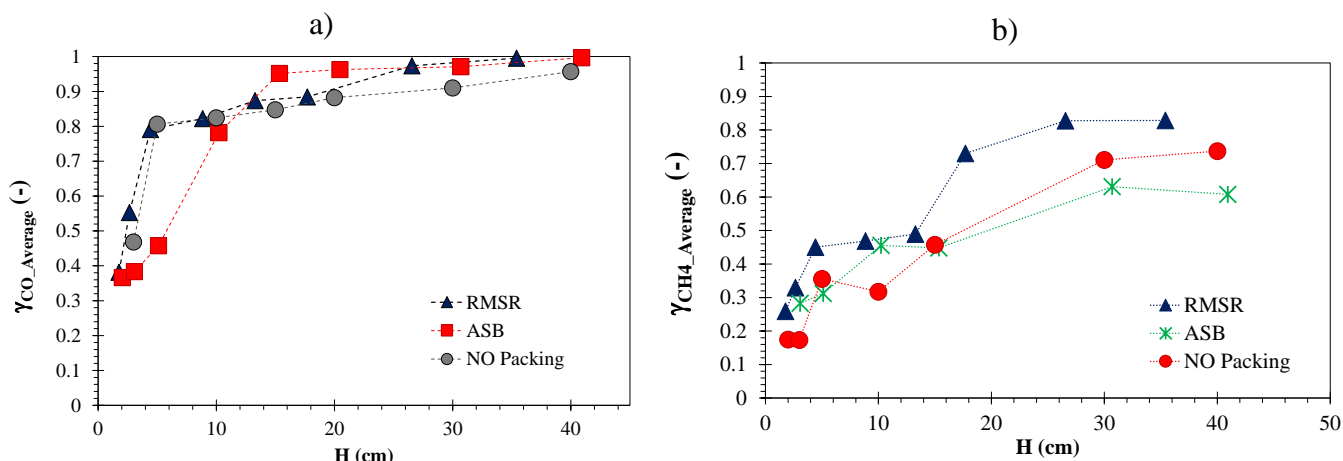 a)
1
0.9
0.8
0.7
0.6
0.5
0.4
0.3
0.2
0.1
0
γCO_Average (-)
RMSR
ASB
NO Packing
0 10 20 30 40
H (cm)
b)
1
0.9
0.8
0.7
0.6
0.5
0.4
0.3
0.2
0.1
0
γCH4_Average (-)
RMSR
ASB
NO Packing
0 10 20 30 40 50
H (cm)